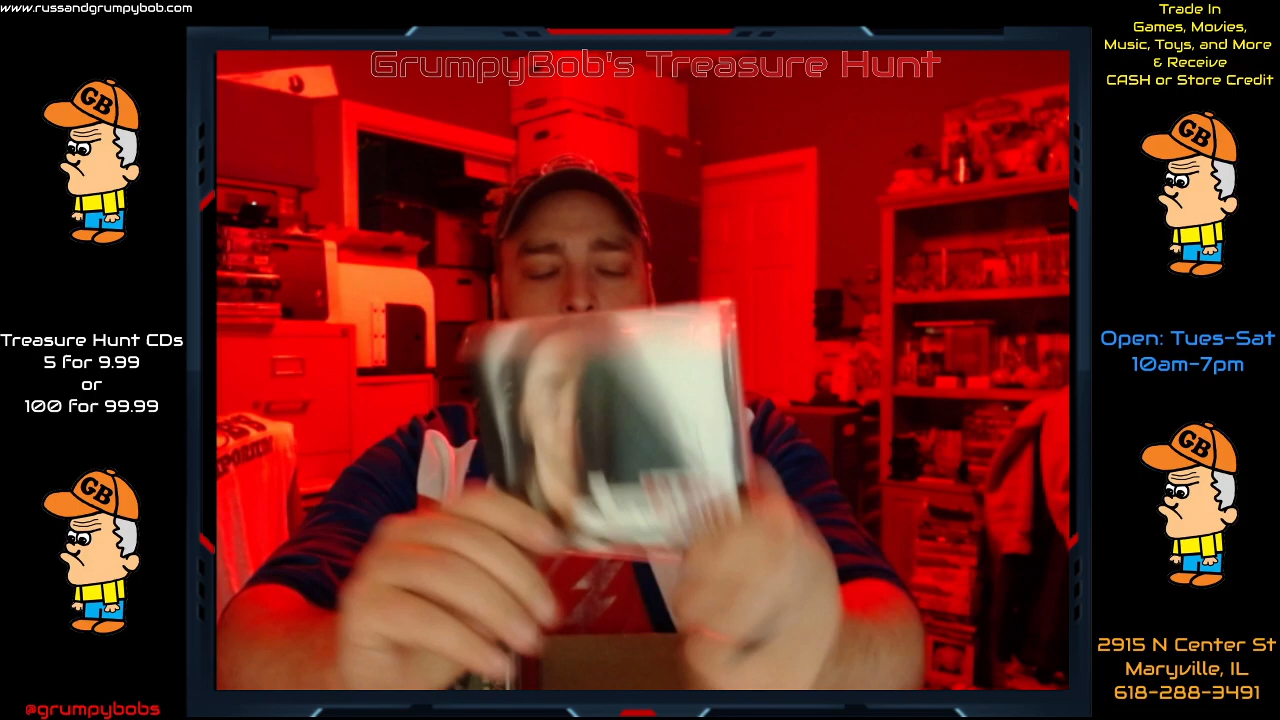 www.russandgrumpybob.com
GrumpyBob's Treasure Hunt
Trade In
Games, Movies,
Music, Toys, and More
& Receive
CASH or Store Credit
GB
GB
Treasure Hunt CDs
5 for 9.99
or
100 for 99.99
Open: Tues-Sat
10am-7pm
GB
GB
2915 N Center St
Maryville, IL
618-288-3491
@grumpybobs